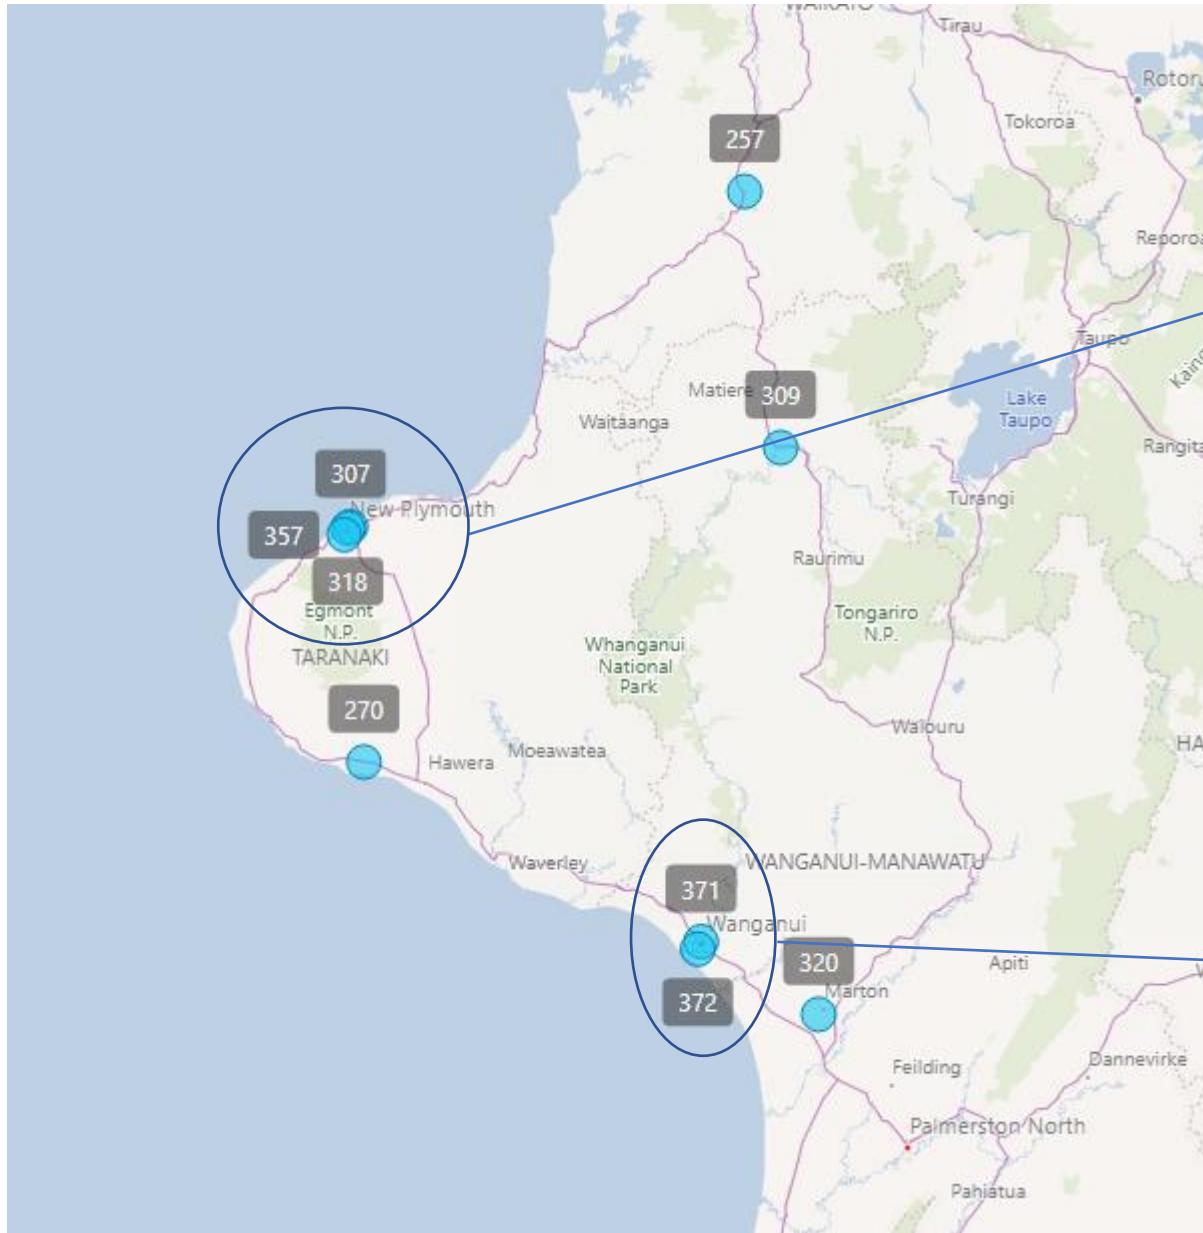 WAIKATO
Tirau
Rotoru
Tokoroa
257
Reporoa
Taupo
Kaing
Matiere
309
Lake
Taupo
Waitaanga
Rangita
307
New Plymouth
Turangi
357
318
Raurimu
Egmont
N.P.
Tongariro
N.P.
TARANAKI
Whanganui
National
Park
270
Waiouru
HA
Hawera
Moeawatea
Waverley
WANGANUI-MANAWATU
371
Wanganui
320
Apiti
Marton
372
Feilding
Dannevirke
Palmerston North
Pahiatua